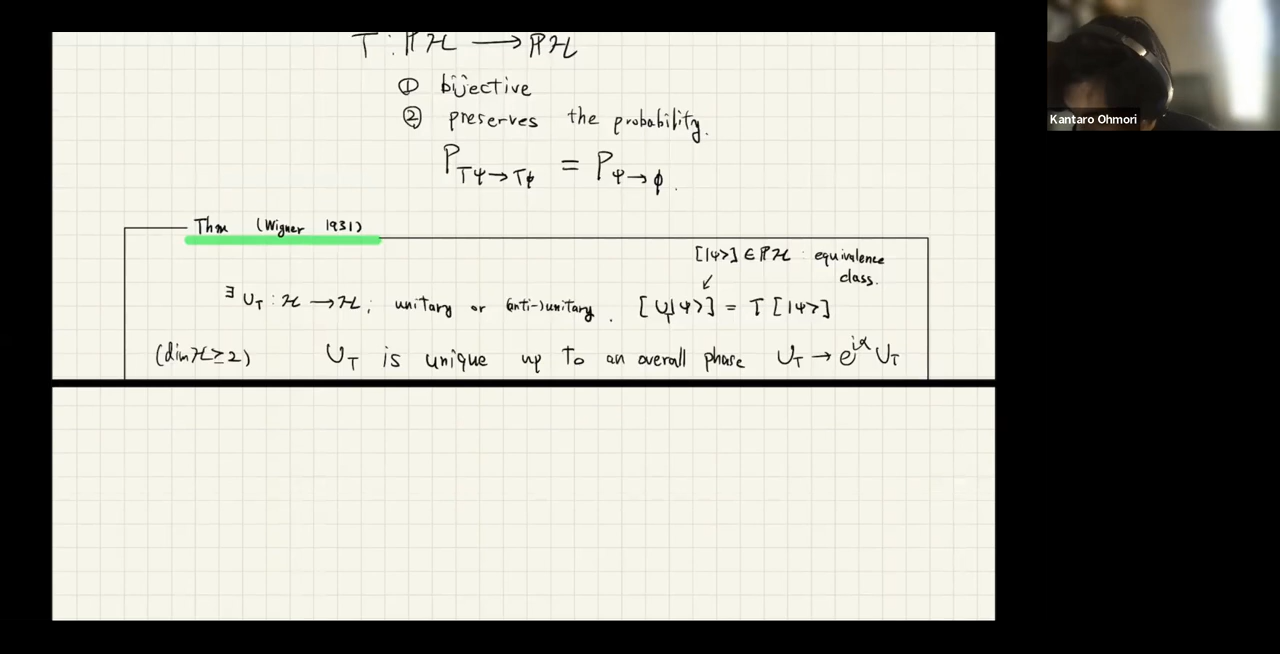 T : ℙℋ ⟶ ℙℋ
① bijective
② preserves the probability.
P_{Tψ→Tϕ} = P_{ψ→ϕ}.
Thm (Wigner 1931)
[|ψ>] ∈ ℙℋ : equivalence class.
∃ U_T : ℋ → ℋ ; unitary or (anti-)unitary. [U_T|ψ>] = T[|ψ>]
(dim ℋ ≥ 2) U_T is unique up to an overall phase U_T → e^{iα} U_T
Kantaro Ohmori